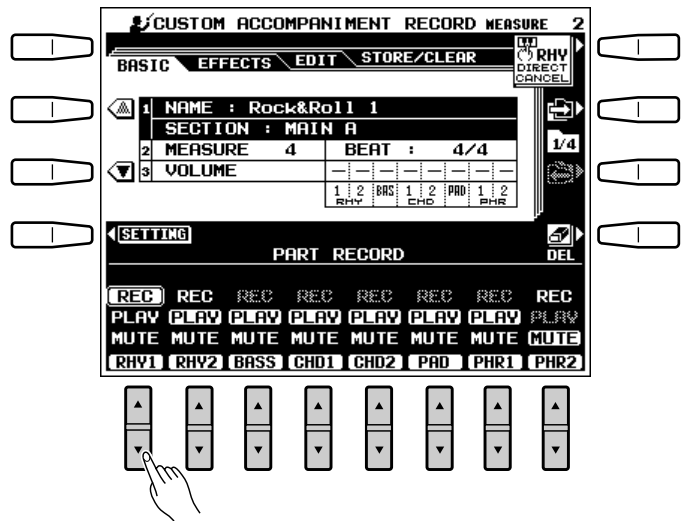 CUSTOM ACCOMPANIMENT RECORD MEASURE 2
BASIC EFFECTS EDIT STORE/CLEAR
RHY
DIRECT
CANCEL
1 NAME : Rock&Roll 1
SECTION : MAIN A
1/4
2 MEASURE 4 BEAT : 4/4
3 VOLUME – – – – – – – –
1 2 BAS 1 2 PAD 1 2
RHY CHD PHR
SETTING
PART RECORD DEL
REC REC REC REC REC REC REC REC
PLAY PLAY PLAY PLAY PLAY PLAY PLAY PLAY
MUTE MUTE MUTE MUTE MUTE MUTE MUTE MUTE
RHY1 RHY2 BASS CHD1 CHD2 PAD PHR1 PHR2